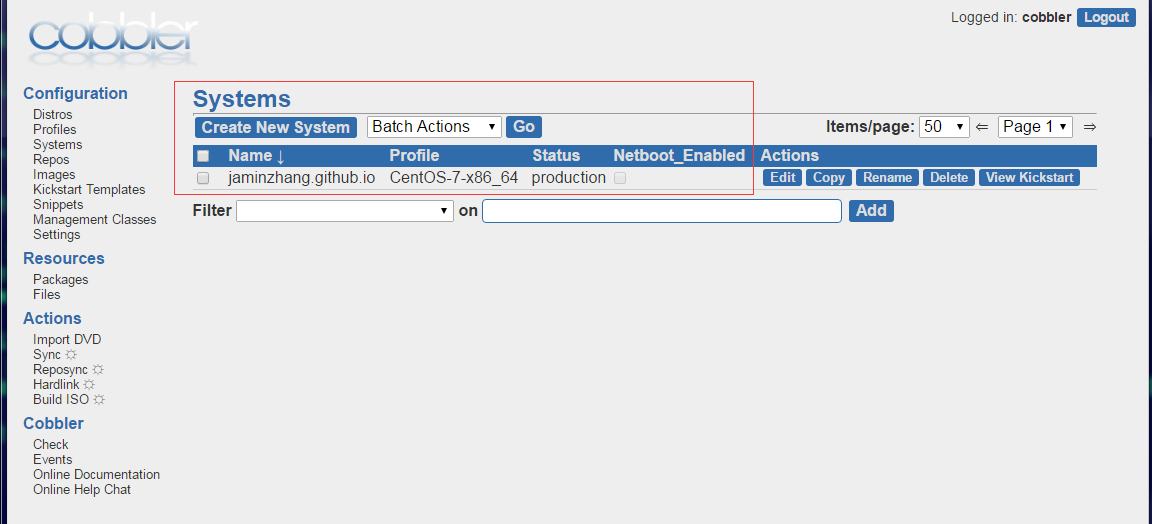 cobbler
Logged in: cobbler Logout
Configuration
Distros
Profiles
Systems
Repos
Images
Kickstart Templates
Snippets
Management Classes
Settings
Resources
Packages
Files
Actions
Import DVD
Sync
Reposync
Hardlink
Build ISO
Cobbler
Check
Events
Online Documentation
Online Help Chat
Systems
Create New System Batch Actions Go Items/page: 50 ⇐ Page 1 ⇒
Name ↓ Profile Status Netboot_Enabled Actions
jaminzhang.github.io CentOS-7-x86_64 production Edit Copy Rename Delete View Kickstart
Filter on Add